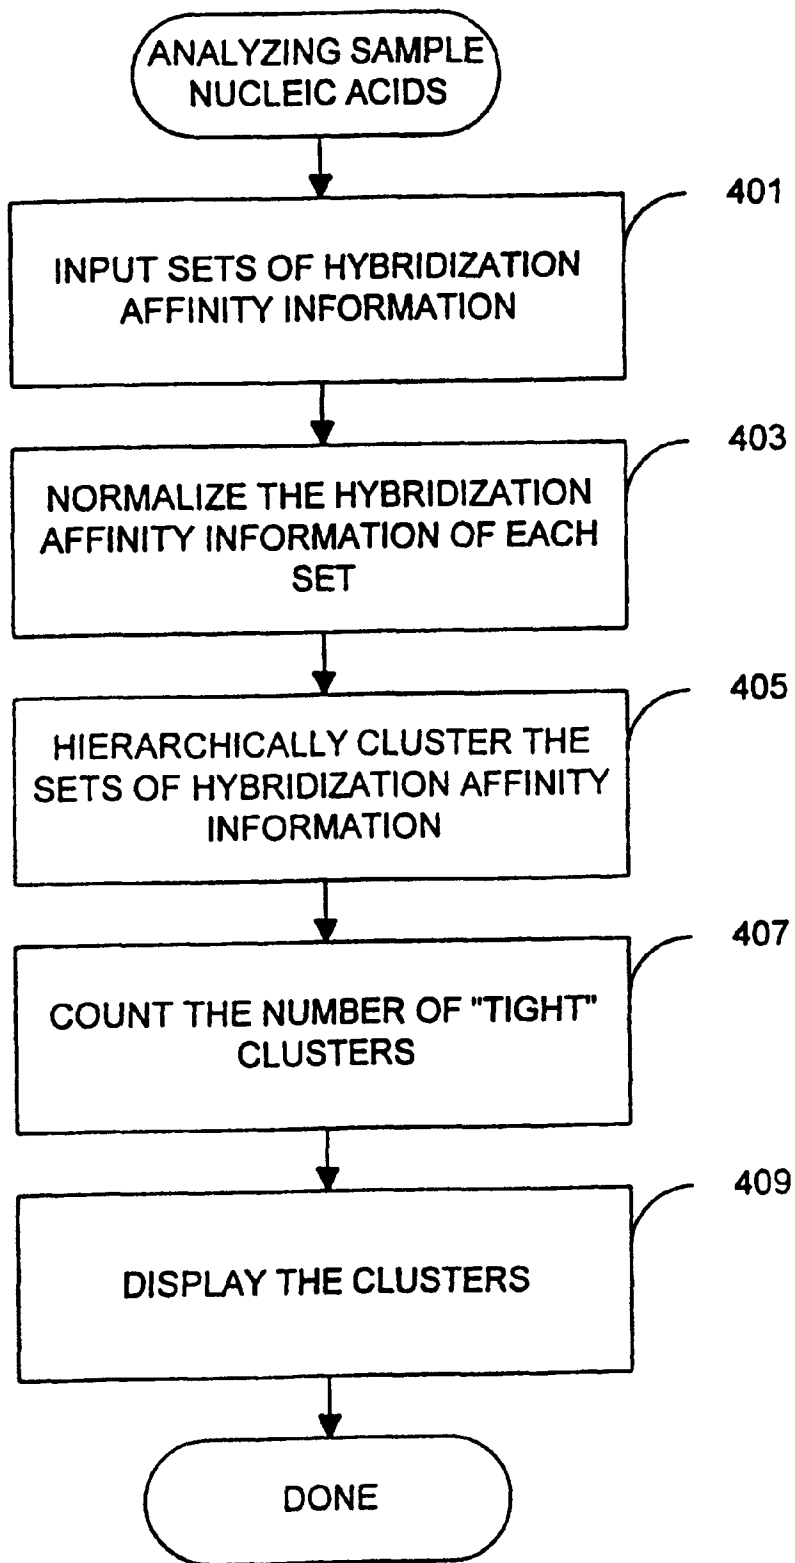 ANALYZING SAMPLE
NUCLEIC ACIDS
401
INPUT SETS OF HYBRIDIZATION
AFFINITY INFORMATION
403
NORMALIZE THE HYBRIDIZATION
AFFINITY INFORMATION OF EACH
SET
405
HIERARCHICALLY CLUSTER THE
SETS OF HYBRIDIZATION AFFINITY
INFORMATION
407
COUNT THE NUMBER OF "TIGHT"
CLUSTERS
409
DISPLAY THE CLUSTERS
DONE